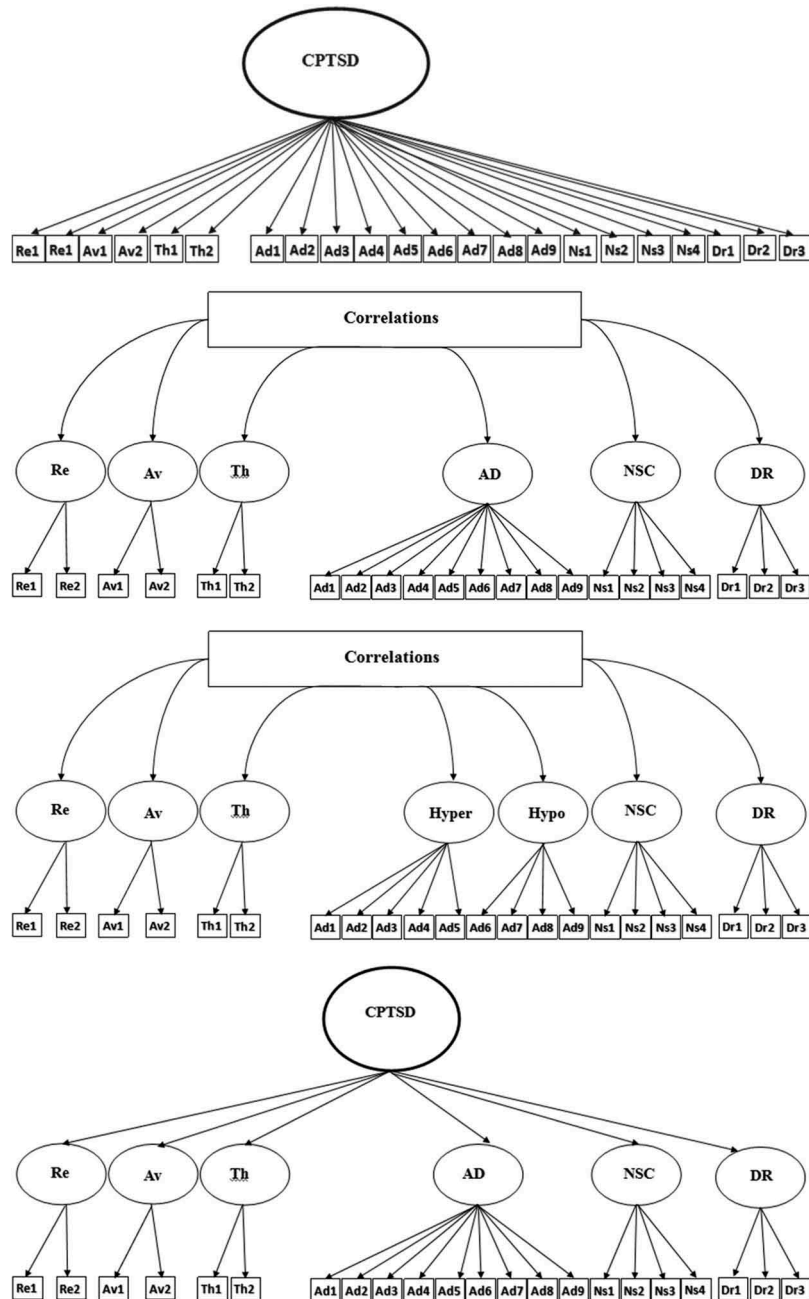 CPTSD
Re1 Re1 Av1 Av2 Th1 Th2 Ad1 Ad2 Ad3 Ad4 Ad5 Ad6 Ad7 Ad8 Ad9 Ns1 Ns2 Ns3 Ns4 Dr1 Dr2 Dr3
Correlations
Re Av Th AD NSC DR
Re1 Re2 Av1 Av2 Th1 Th2 Ad1 Ad2 Ad3 Ad4 Ad5 Ad6 Ad7 Ad8 Ad9 Ns1 Ns2 Ns3 Ns4 Dr1 Dr2 Dr3
Correlations
Re Av Th Hyper Hypo NSC DR
Re1 Re2 Av1 Av2 Th1 Th2 Ad1 Ad2 Ad3 Ad4 Ad5 Ad6 Ad7 Ad8 Ad9 Ns1 Ns2 Ns3 Ns4 Dr1 Dr2 Dr3
CPTSD
Re Av Th AD NSC DR
Re1 Re2 Av1 Av2 Th1 Th2 Ad1 Ad2 Ad3 Ad4 Ad5 Ad6 Ad7 Ad8 Ad9 Ns1 Ns2 Ns3 Ns4 Dr1 Dr2 Dr3